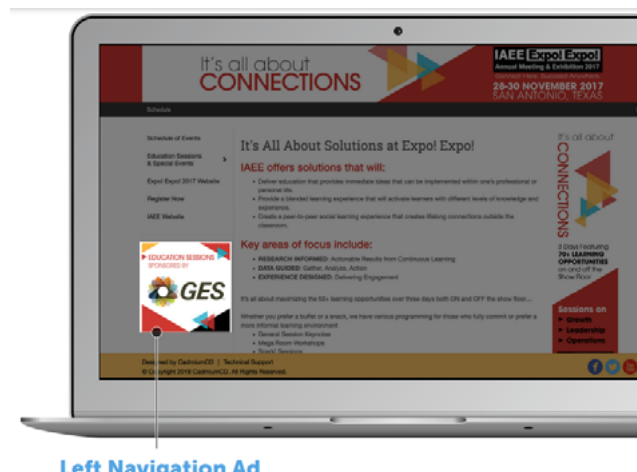 It's all about
CONNECTIONS
IAEE Expo! Expo!
Annual Meeting & Exhibition 2017
Connect Here. Succeed Anywhere.
28-30 NOVEMBER 2017
SAN ANTONIO, TEXAS
Schedule
Schedule of Events
Education Sessions
& Special Events
Expo! Expo! 2017 Website
Register Now
IAEE Website
EDUCATION SESSIONS
SPONSORED BY
GES
It's All About Solutions at Expo! Expo!
IAEE offers solutions that will:
• Deliver education that provides immediate ideas that can be implemented within one's professional or
personal life.
• Provide a blended learning experience that will activate learners with different levels of knowledge and
experience.
• Create a peer-to-peer social learning experience that creates lifelong connections outside the
classroom.
Key areas of focus include:
• RESEARCH INFORMED: Actionable Results from Continuous Learning
• DATA GUIDED: Gather, Analyze, Action
• EXPERIENCE DESIGNED: Delivering Engagement
It's all about maximizing the 50+ learning opportunities over three days both ON and OFF the show floor...
Whether you prefer a buffet or a snack, we have various programming for those who fully commit or prefer a
more informal learning environment
• General Session Keynotes
• Mega Room Workshops
• Snack! Sessions
It's all about
CONNECTIONS
3 Days Featuring
70+ LEARNING
OPPORTUNITIES
on and off the
Show Floor
Sessions on
Growth
Leadership
Operations
Designed by CadmiumCD | Technical Support
© Copyright 2018 CadmiumCD. All Rights Reserved.
Left Navigation Ad